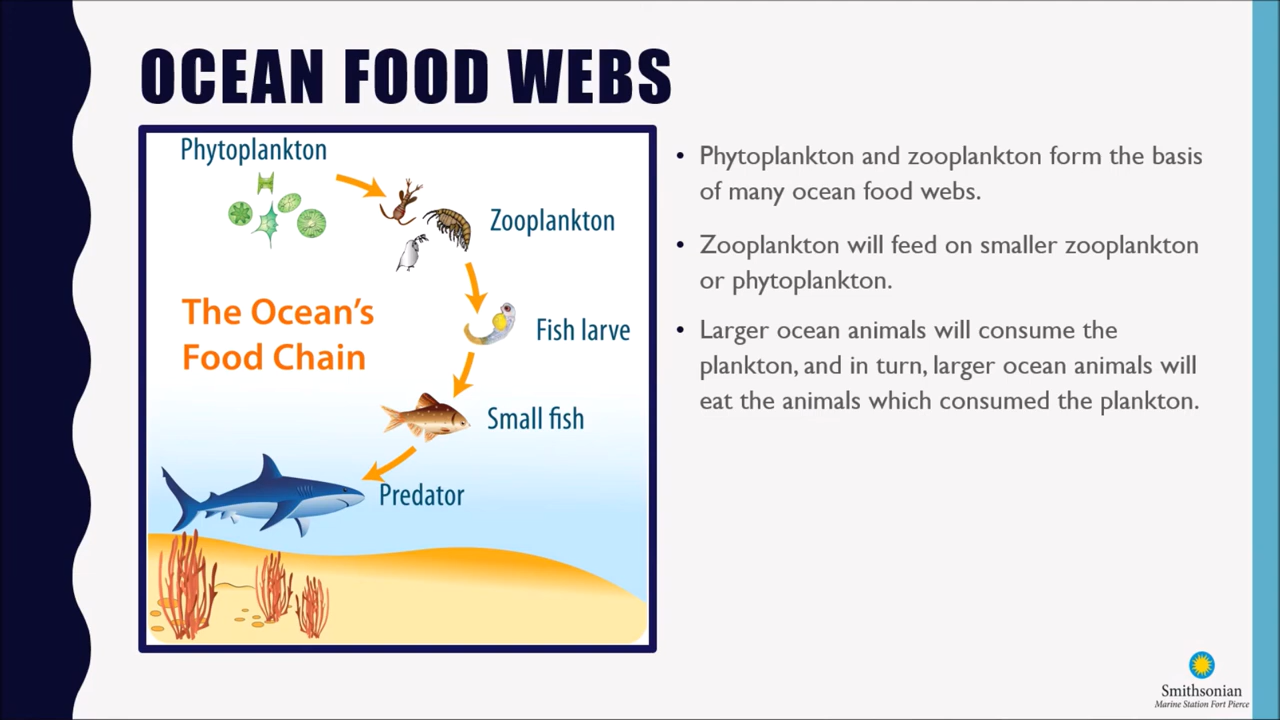 OCEAN FOOD WEBS
Phytoplankton
Zooplankton
The Ocean's
Food Chain
Fish larve
Small fish
Predator
• Phytoplankton and zooplankton form the basis
of many ocean food webs.
• Zooplankton will feed on smaller zooplankton
or phytoplankton.
• Larger ocean animals will consume the
plankton, and in turn, larger ocean animals will
eat the animals which consumed the plankton.
Smithsonian
Marine Station Fort Pierce